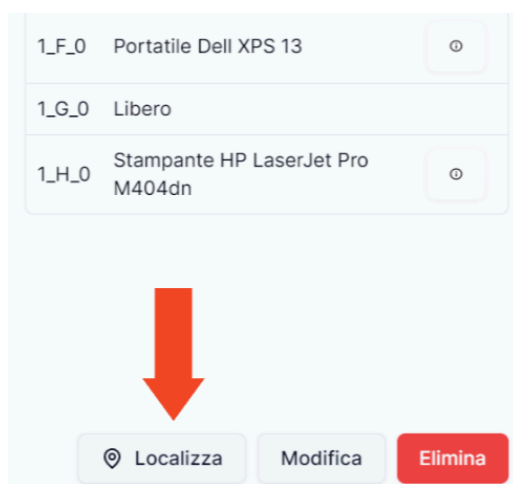 1_F_0 Portatile Dell XPS 13
1_G_0 Libero
1_H_0 Stampante HP LaserJet Pro
M404dn
Localizza Modifica Elimina